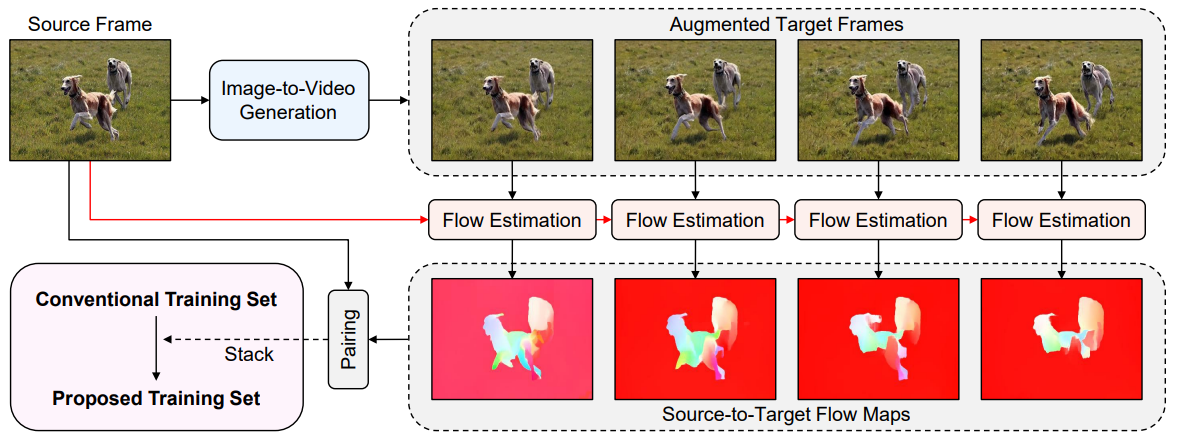 Source Frame
Augmented Target Frames
Image-to-Video
Generation
Flow Estimation
Flow Estimation
Flow Estimation
Flow Estimation
Conventional Training Set
Stack
Proposed Training Set
Pairing
Source-to-Target Flow Maps